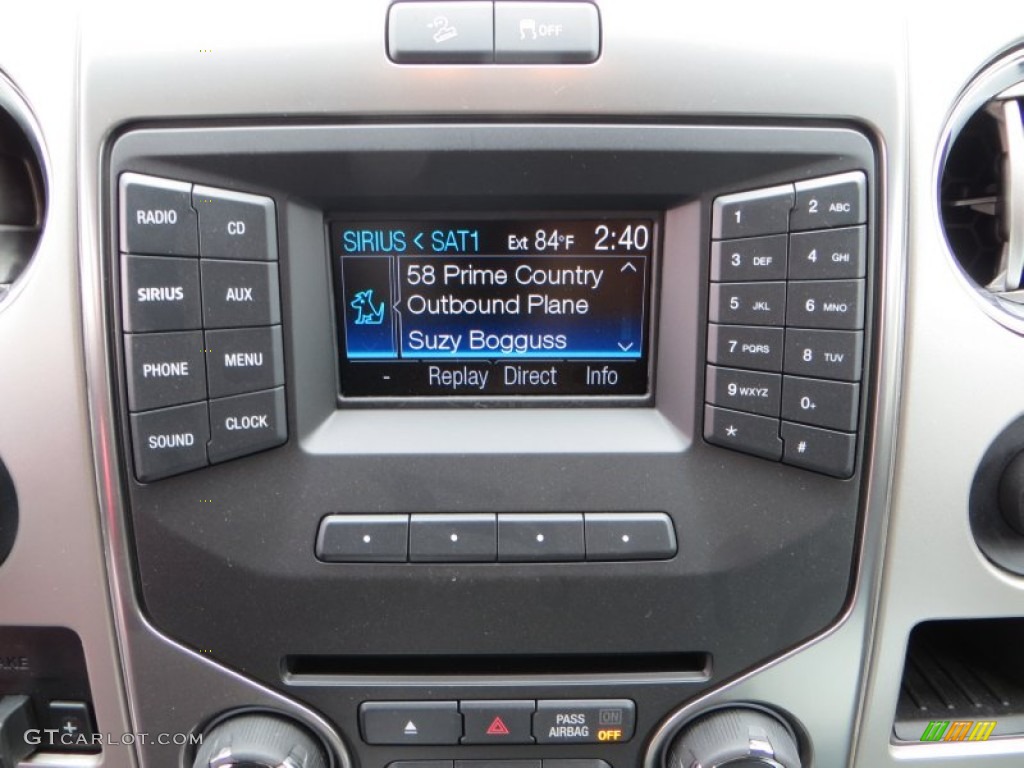 OFF
RADIO
CD
SIRIUS
AUX
PHONE
MENU
SOUND
CLOCK
SIRIUS < SAT1 Ext 84°F 2:40
58 Prime Country
Outbound Plane
Suzy Bogguss
- Replay Direct Info
1
2 ABC
3 DEF
4 GHI
5 JKL
6 MNO
7 PQRS
8 TUV
9 WXYZ
0+
*
#
PASS AIRBAG
ON
OFF
+
GTCARLOT.COM